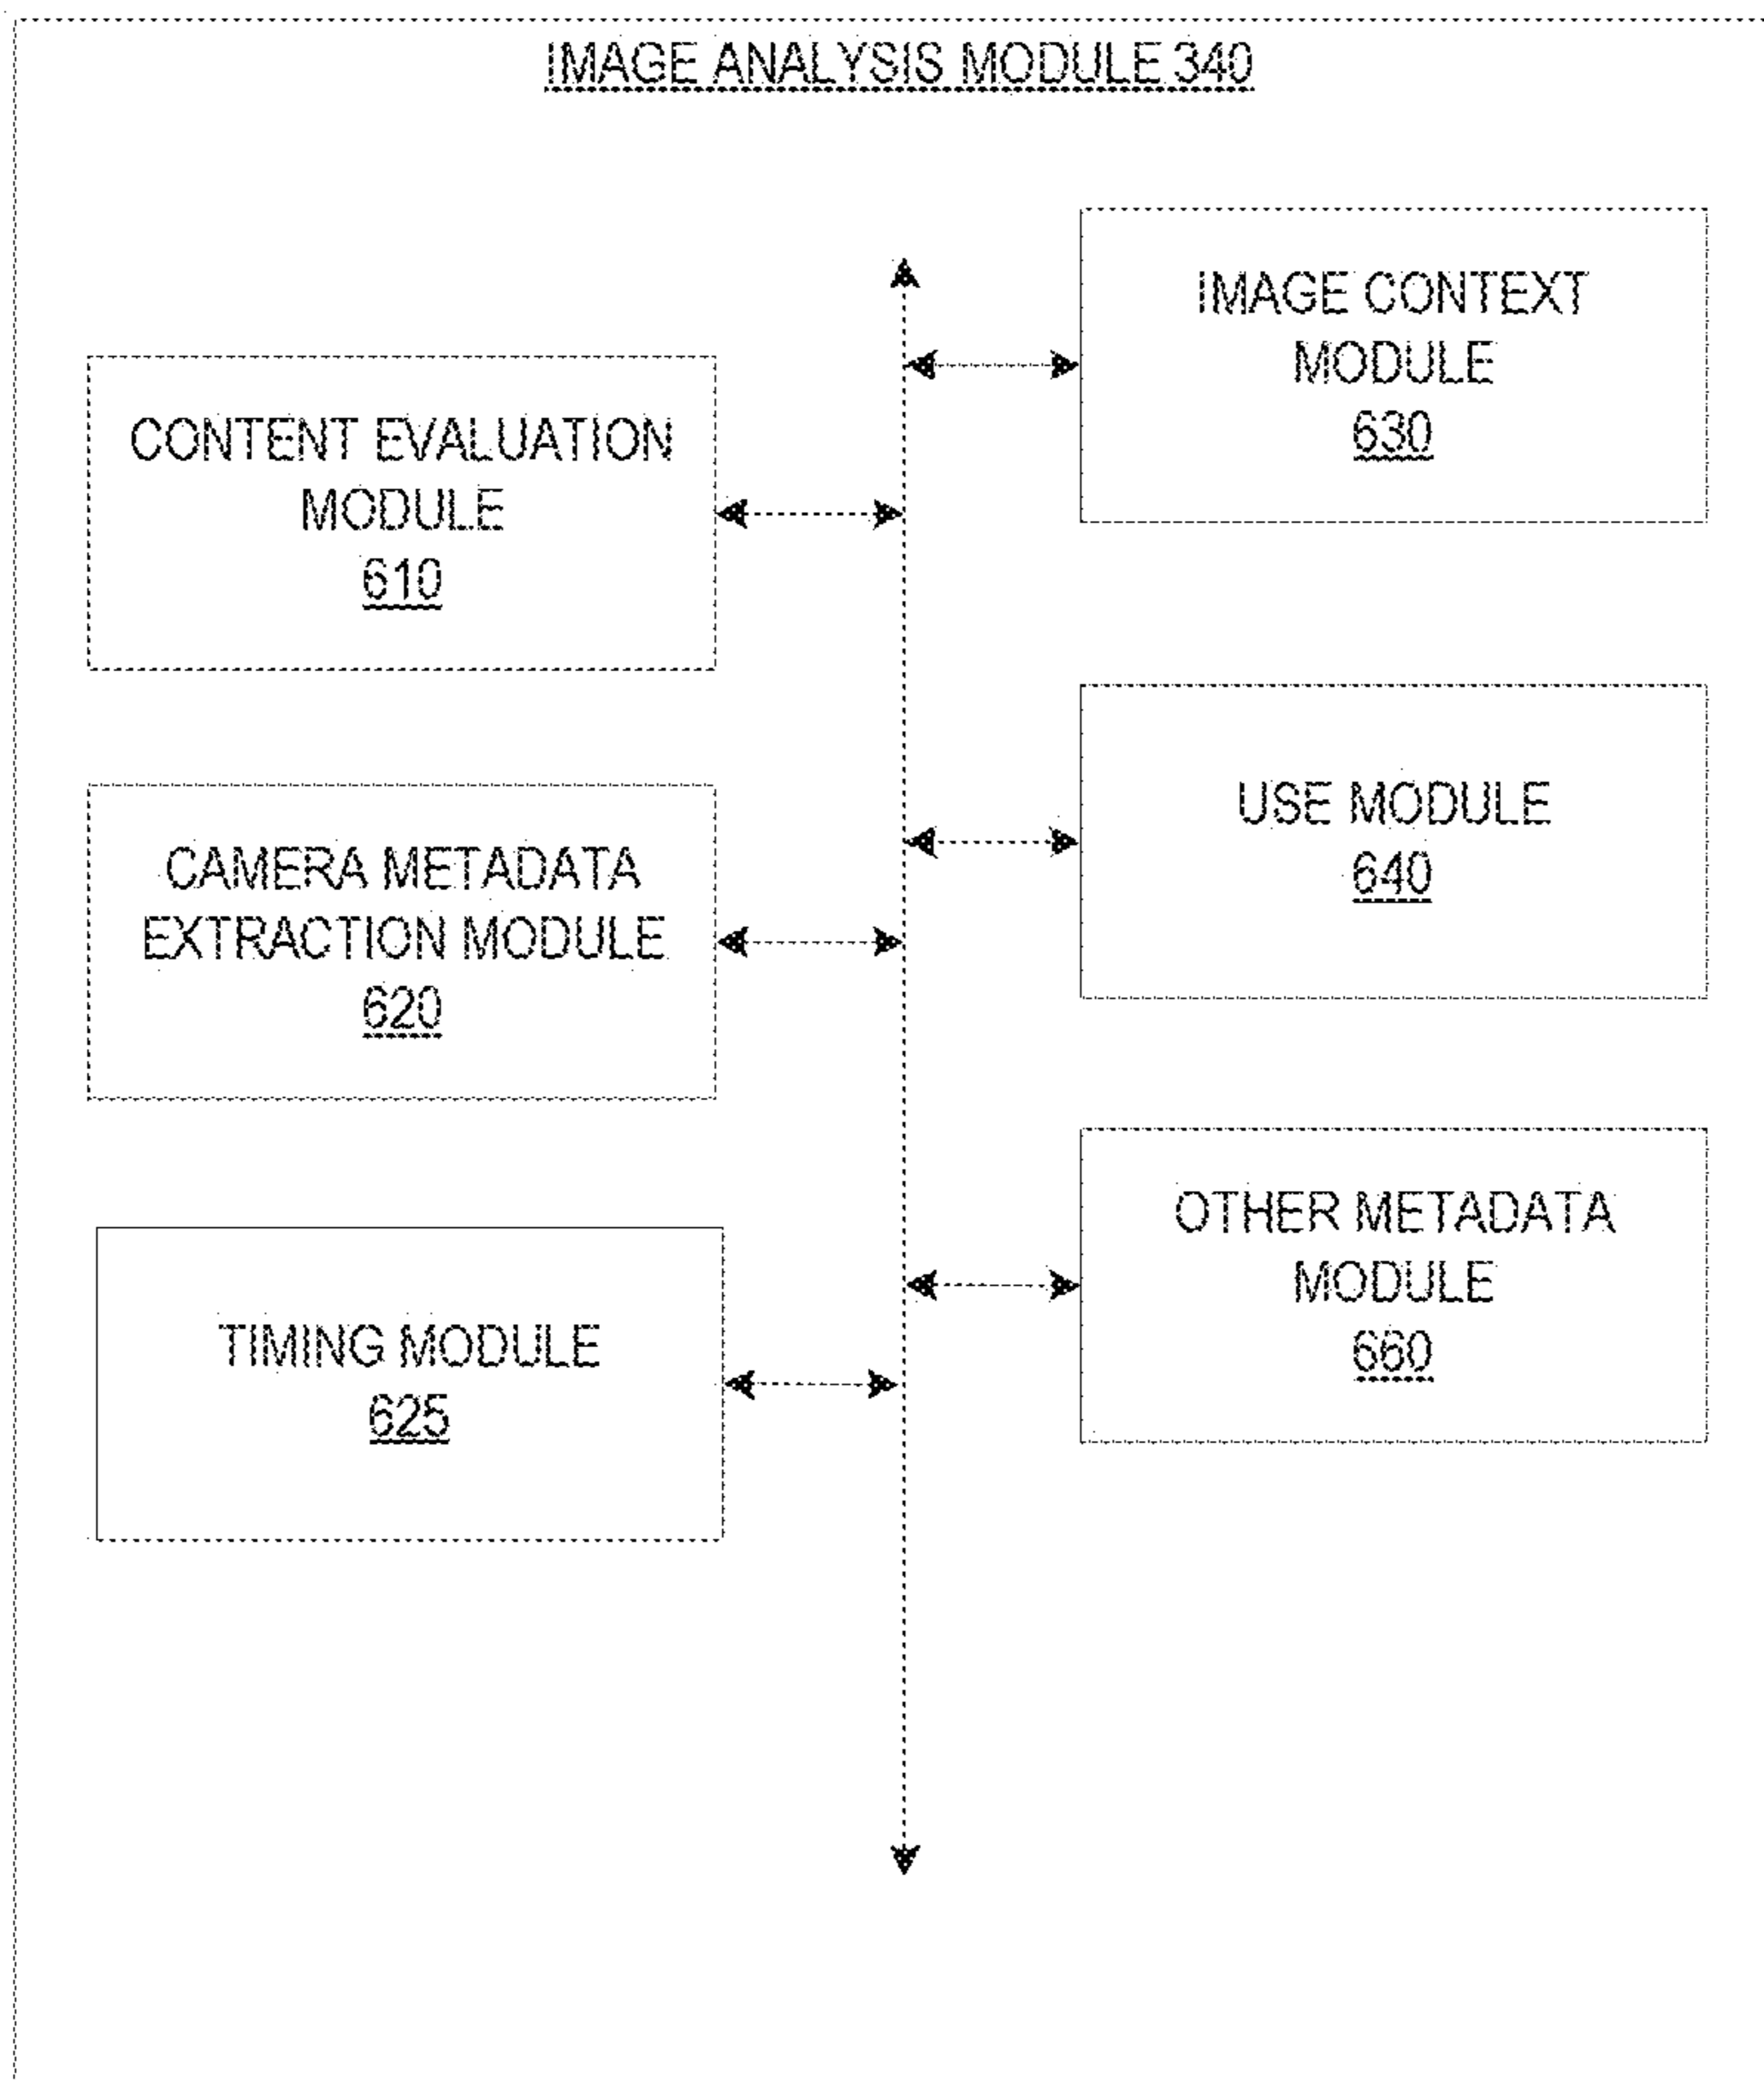 IMAGE ANALYSIS MODULE 340
CONTENT EVALUATION
MODULE
610
CAMERA METADATA
EXTRACTION MODULE
620
TIMING MODULE
625
IMAGE CONTEXT
MODULE
630
USE MODULE
640
OTHER METADATA
MODULE
660